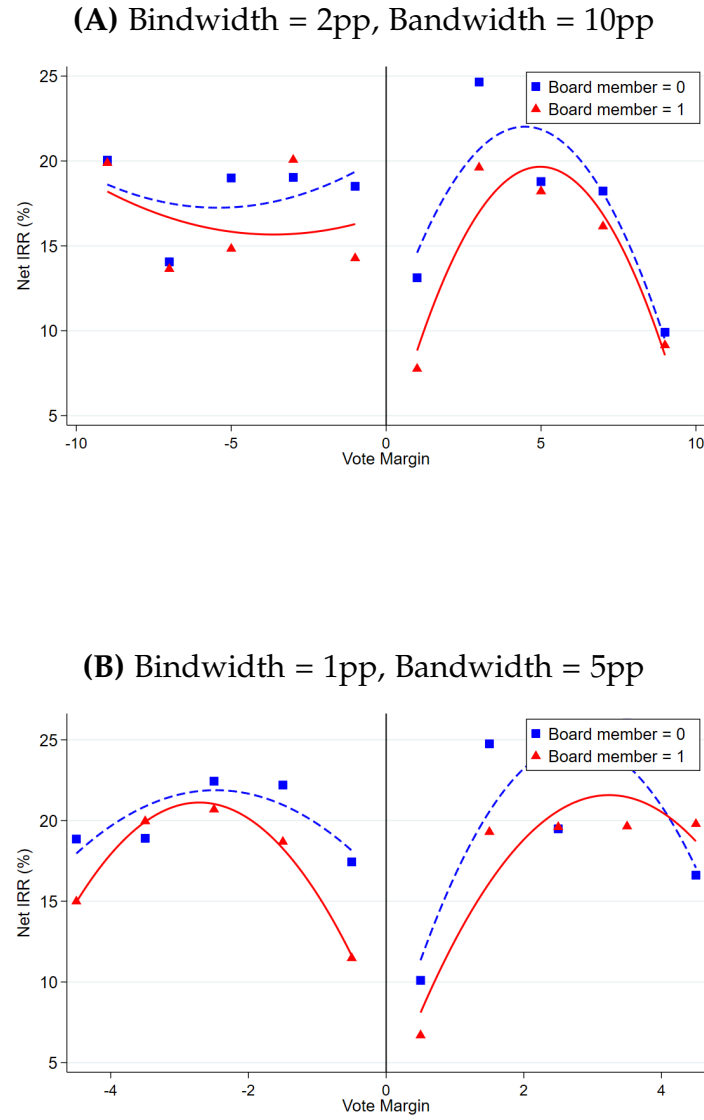 (A) Bindwidth = 2pp, Bandwidth = 10pp
25
20
15
10
5
Net IRR (%)
Board member = 0
Board member = 1
-10 -5 0 5 10
Vote Margin
(B) Bindwidth = 1pp, Bandwidth = 5pp
25
20
15
10
5
Net IRR (%)
Board member = 0
Board member = 1
-4 -2 0 2 4
Vote Margin